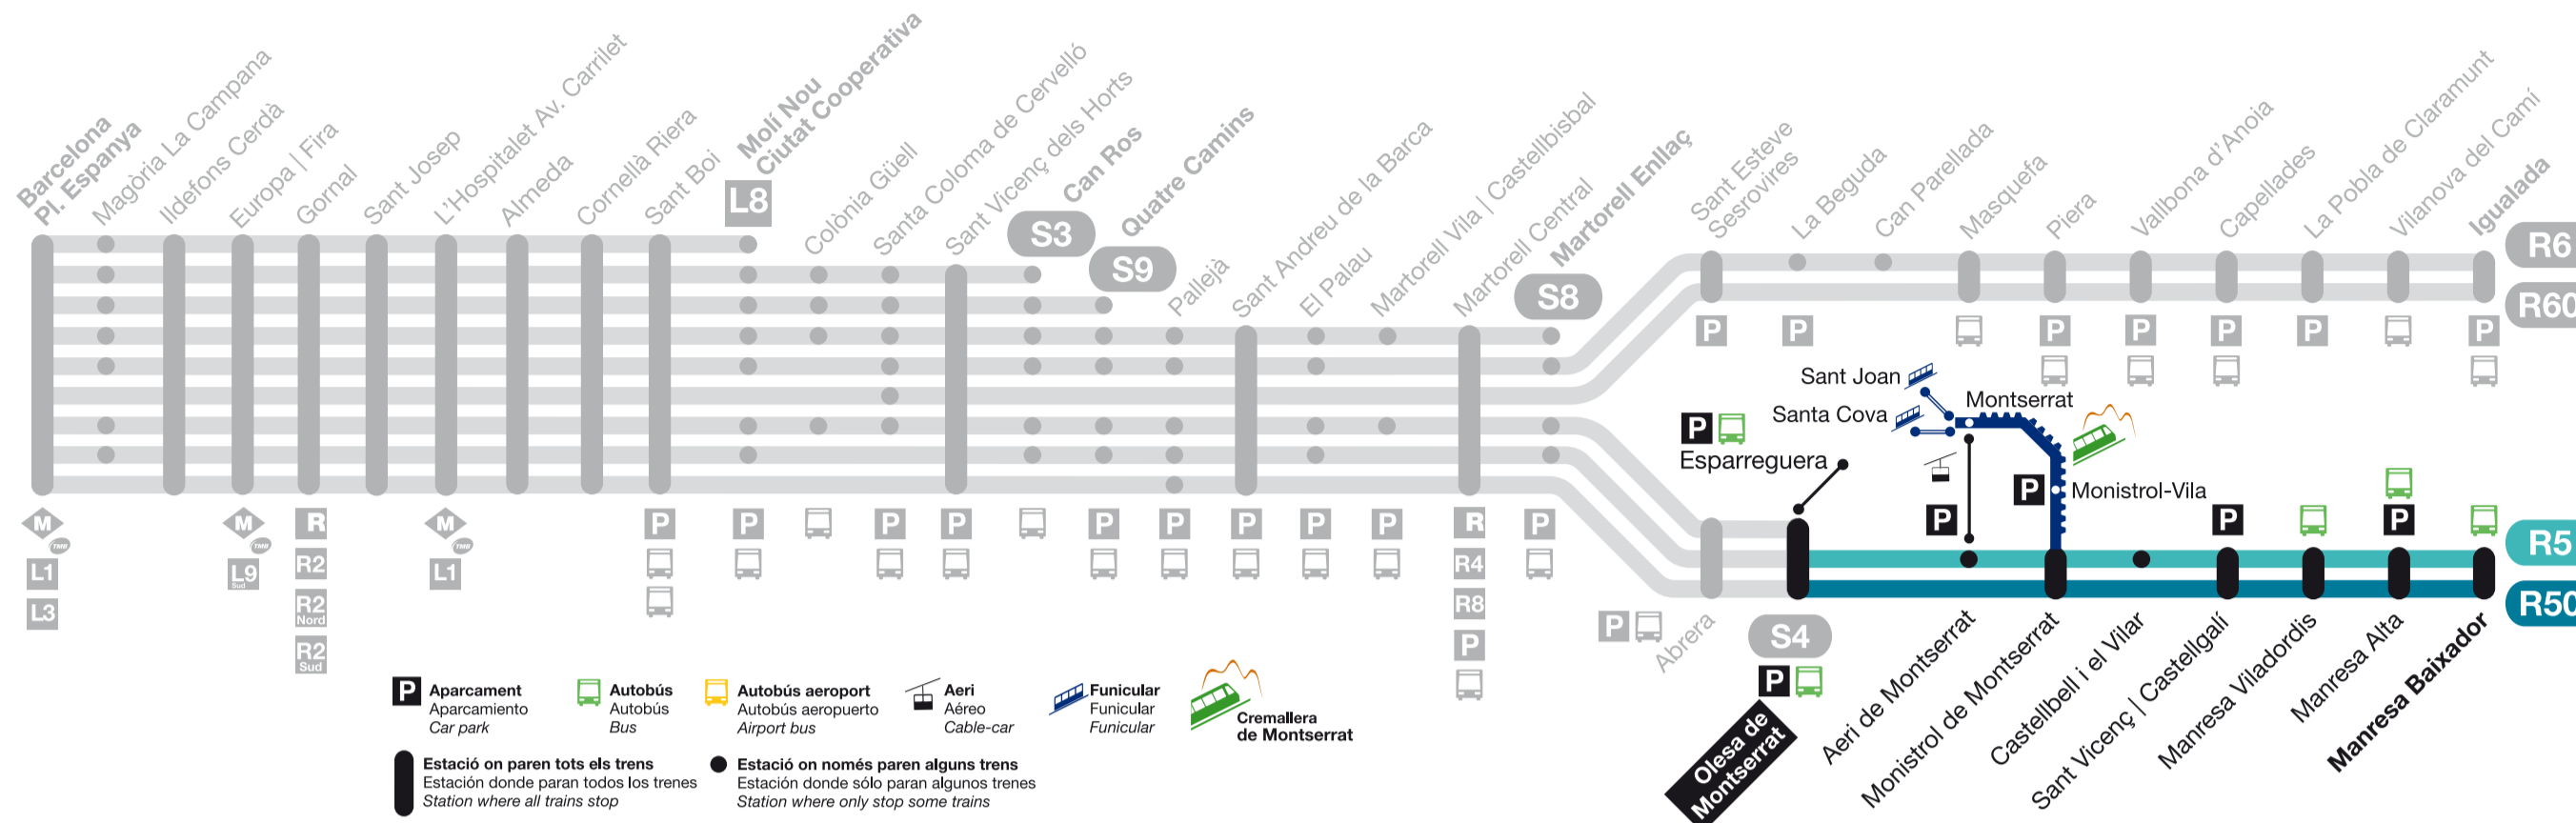 Barcelona
Pl. Espanya
Magòria La Campana
Ildefons Cerdà
Europa | Fira
Gornal
Sant Josep
L'Hospitalet Av. Carrilet
Almeda
Cornellà Riera
Sant Boi
Molí Nou
Ciutat Cooperativa
L8
Colònia Güell
Santa Coloma de Cervelló
Sant Vicenç dels Horts
Can Ros
S3
Quatre Camins
S9
Pallejà
Sant Andreu de la Barca
El Palau
Martorell Vila | Castellbisbal
Martorell Central
Martorell Enllaç
S8
Sant Esteve
Sesrovires
La Beguda
Can Parellada
Masquefa
Piera
Vallbona d'Anoia
Capellades
La Pobla de Claramunt
Vilanova del Camí
Igualada
R6
R60
P
P
P
P
P
P
P
Sant Joan
Santa Cova
Montserrat
P
Esparreguera
P
P
Monistrol-Vila
P
P
R5
R50
M
TMB
L1
L3
M
TMB
L9
Sud
R
R2
R2
Nord
R2
Sud
M
TMB
L1
P
P
P
P
P
P
P
P
P
R
R4
R8
P
P
P
Abrera
S4
P
Olesa de
Montserrat
Aeri de Montserrat
Monistrol de Montserrat
Castellbell i el Vilar
Sant Vicenç | Castellgalí
Manresa Viladordis
Manresa Alta
Manresa Baixador
P
Aparcament
Aparcamiento
Car park
Autobús
Autobús
Bus
Autobús aeroport
Autobús aeropuerto
Airport bus
Aeri
Aéreo
Cable-car
Funicular
Funicular
Funicular
Cremallera
de Montserrat
Estació on paren tots els trens
Estación donde paran todos los trenes
Station where all trains stop
Estació on només paren alguns trens
Estación donde sólo paran algunos trenes
Station where only stop some trains